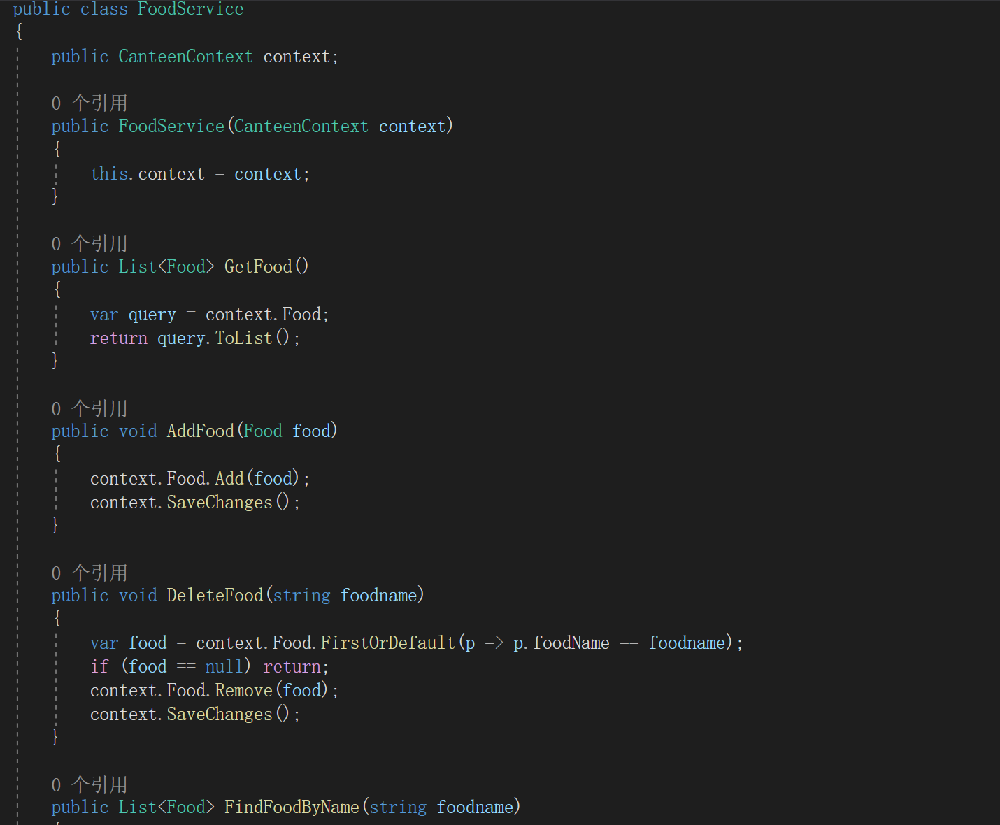 public class FoodService
{
public CanteenContext context;
0 个引用
public FoodService(CanteenContext context)
{
this.context = context;
}
0 个引用
public List<Food> GetFood()
{
var query = context.Food;
return query.ToList();
}
0 个引用
public void AddFood(Food food)
{
context.Food.Add(food);
context.SaveChanges();
}
0 个引用
public void DeleteFood(string foodname)
{
var food = context.Food.FirstOrDefault(p => p.foodName == foodname);
if (food == null) return;
context.Food.Remove(food);
context.SaveChanges();
}
0 个引用
public List<Food> FindFoodByName(string foodname)
{